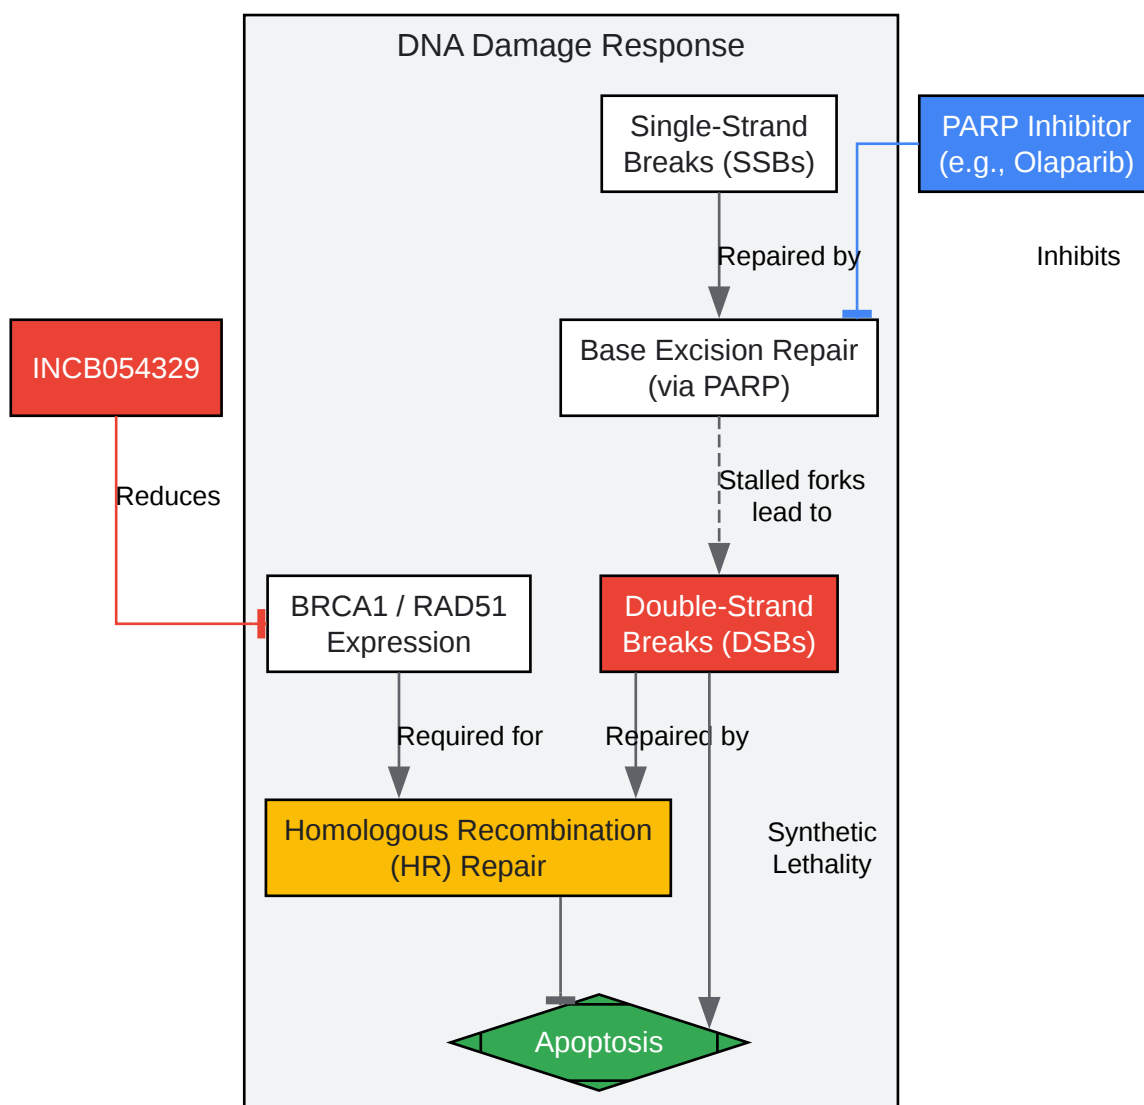 DNA Damage Response
Single-Strand
Breaks (SSBs)
PARP Inhibitor
(e.g., Olaparib)
Repaired by
Inhibits
INCB054329
Base Excision Repair
(via PARP)
Reduces
Stalled forks
lead to
BRCA1 / RAD51
Expression
Double-Strand
Breaks (DSBs)
Required for
Repaired by
Homologous Recombination
(HR) Repair
Synthetic
Lethality
Apoptosis